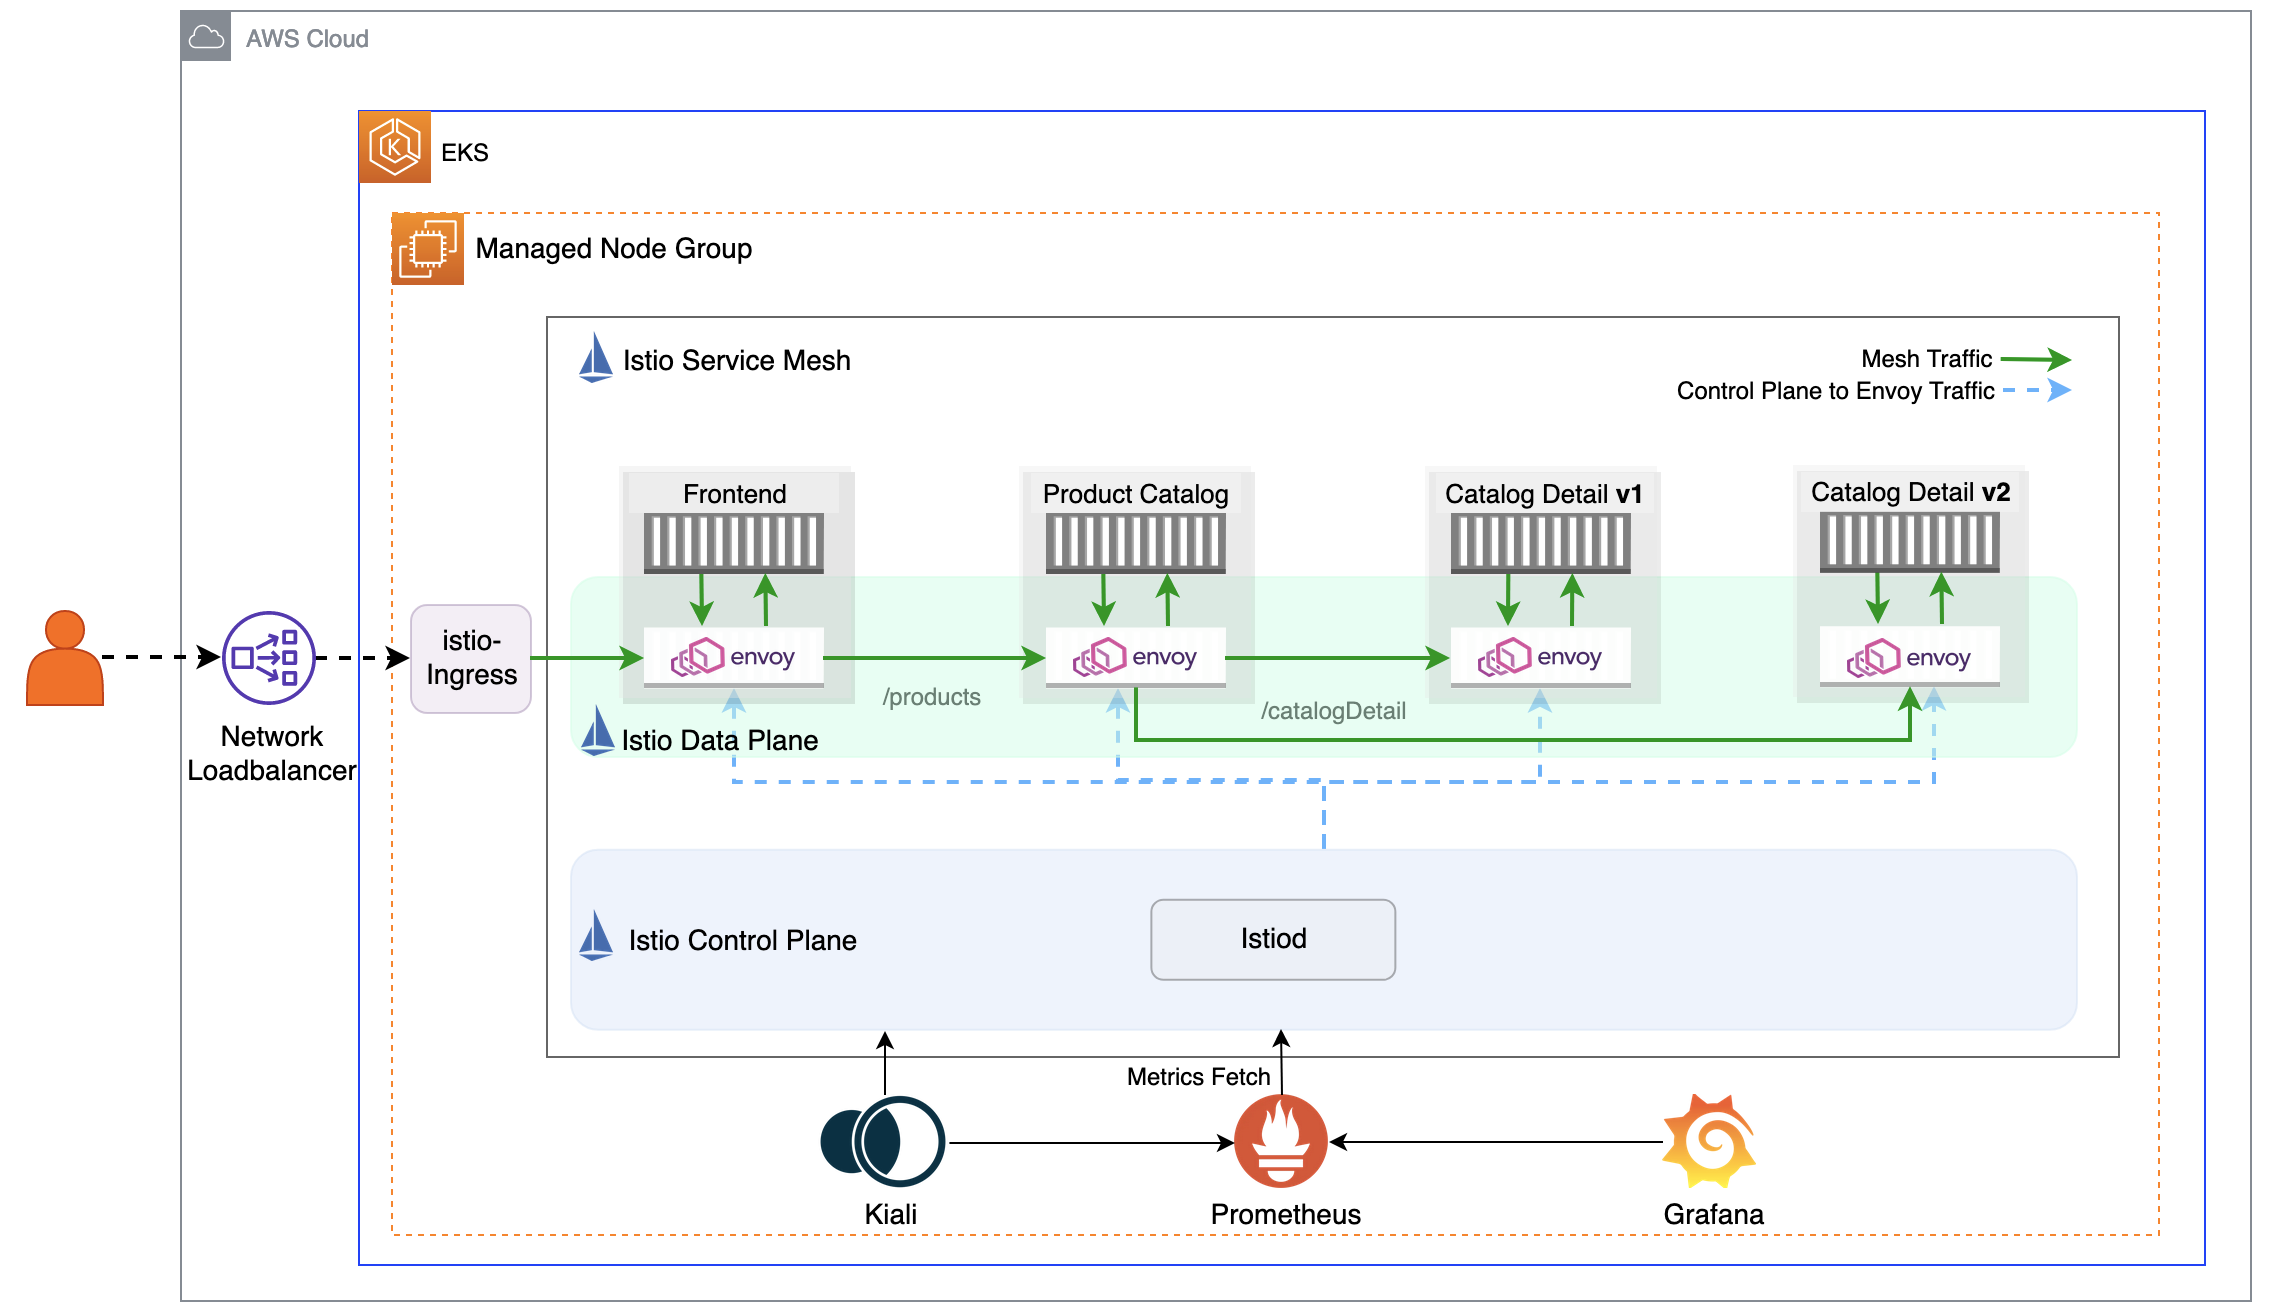 AWS Cloud
EKS
Managed Node Group
Istio Service Mesh
Mesh Traffic
Control Plane to Envoy Traffic
Frontend
Product Catalog
Catalog Detail v1
Catalog Detail v2
istio-
Ingress
envoy
envoy
envoy
envoy
/products
/catalogDetail
Network
Loadbalancer
Istio Data Plane
Istio Control Plane
Istiod
Metrics Fetch
Kiali
Prometheus
Grafana